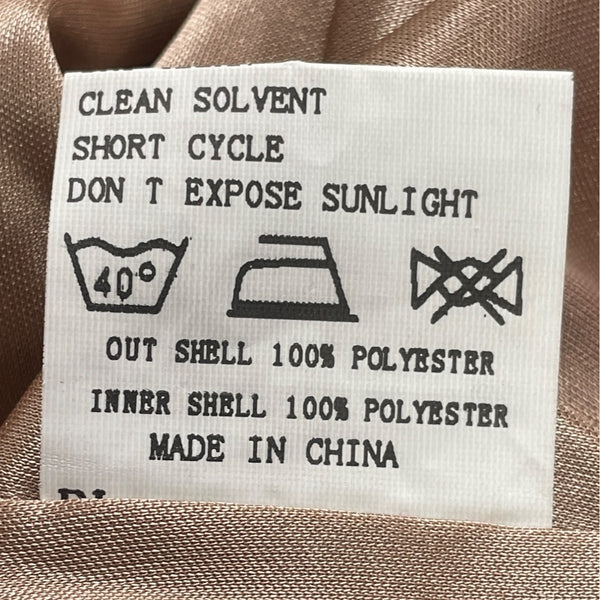 CLEAN SOLVENT
SHORT CYCLE
DON T EXPOSE SUNLIGHT
40°
OUT SHELL 100% POLYESTER
INNER SHELL 100% POLYESTER
MADE IN CHINA